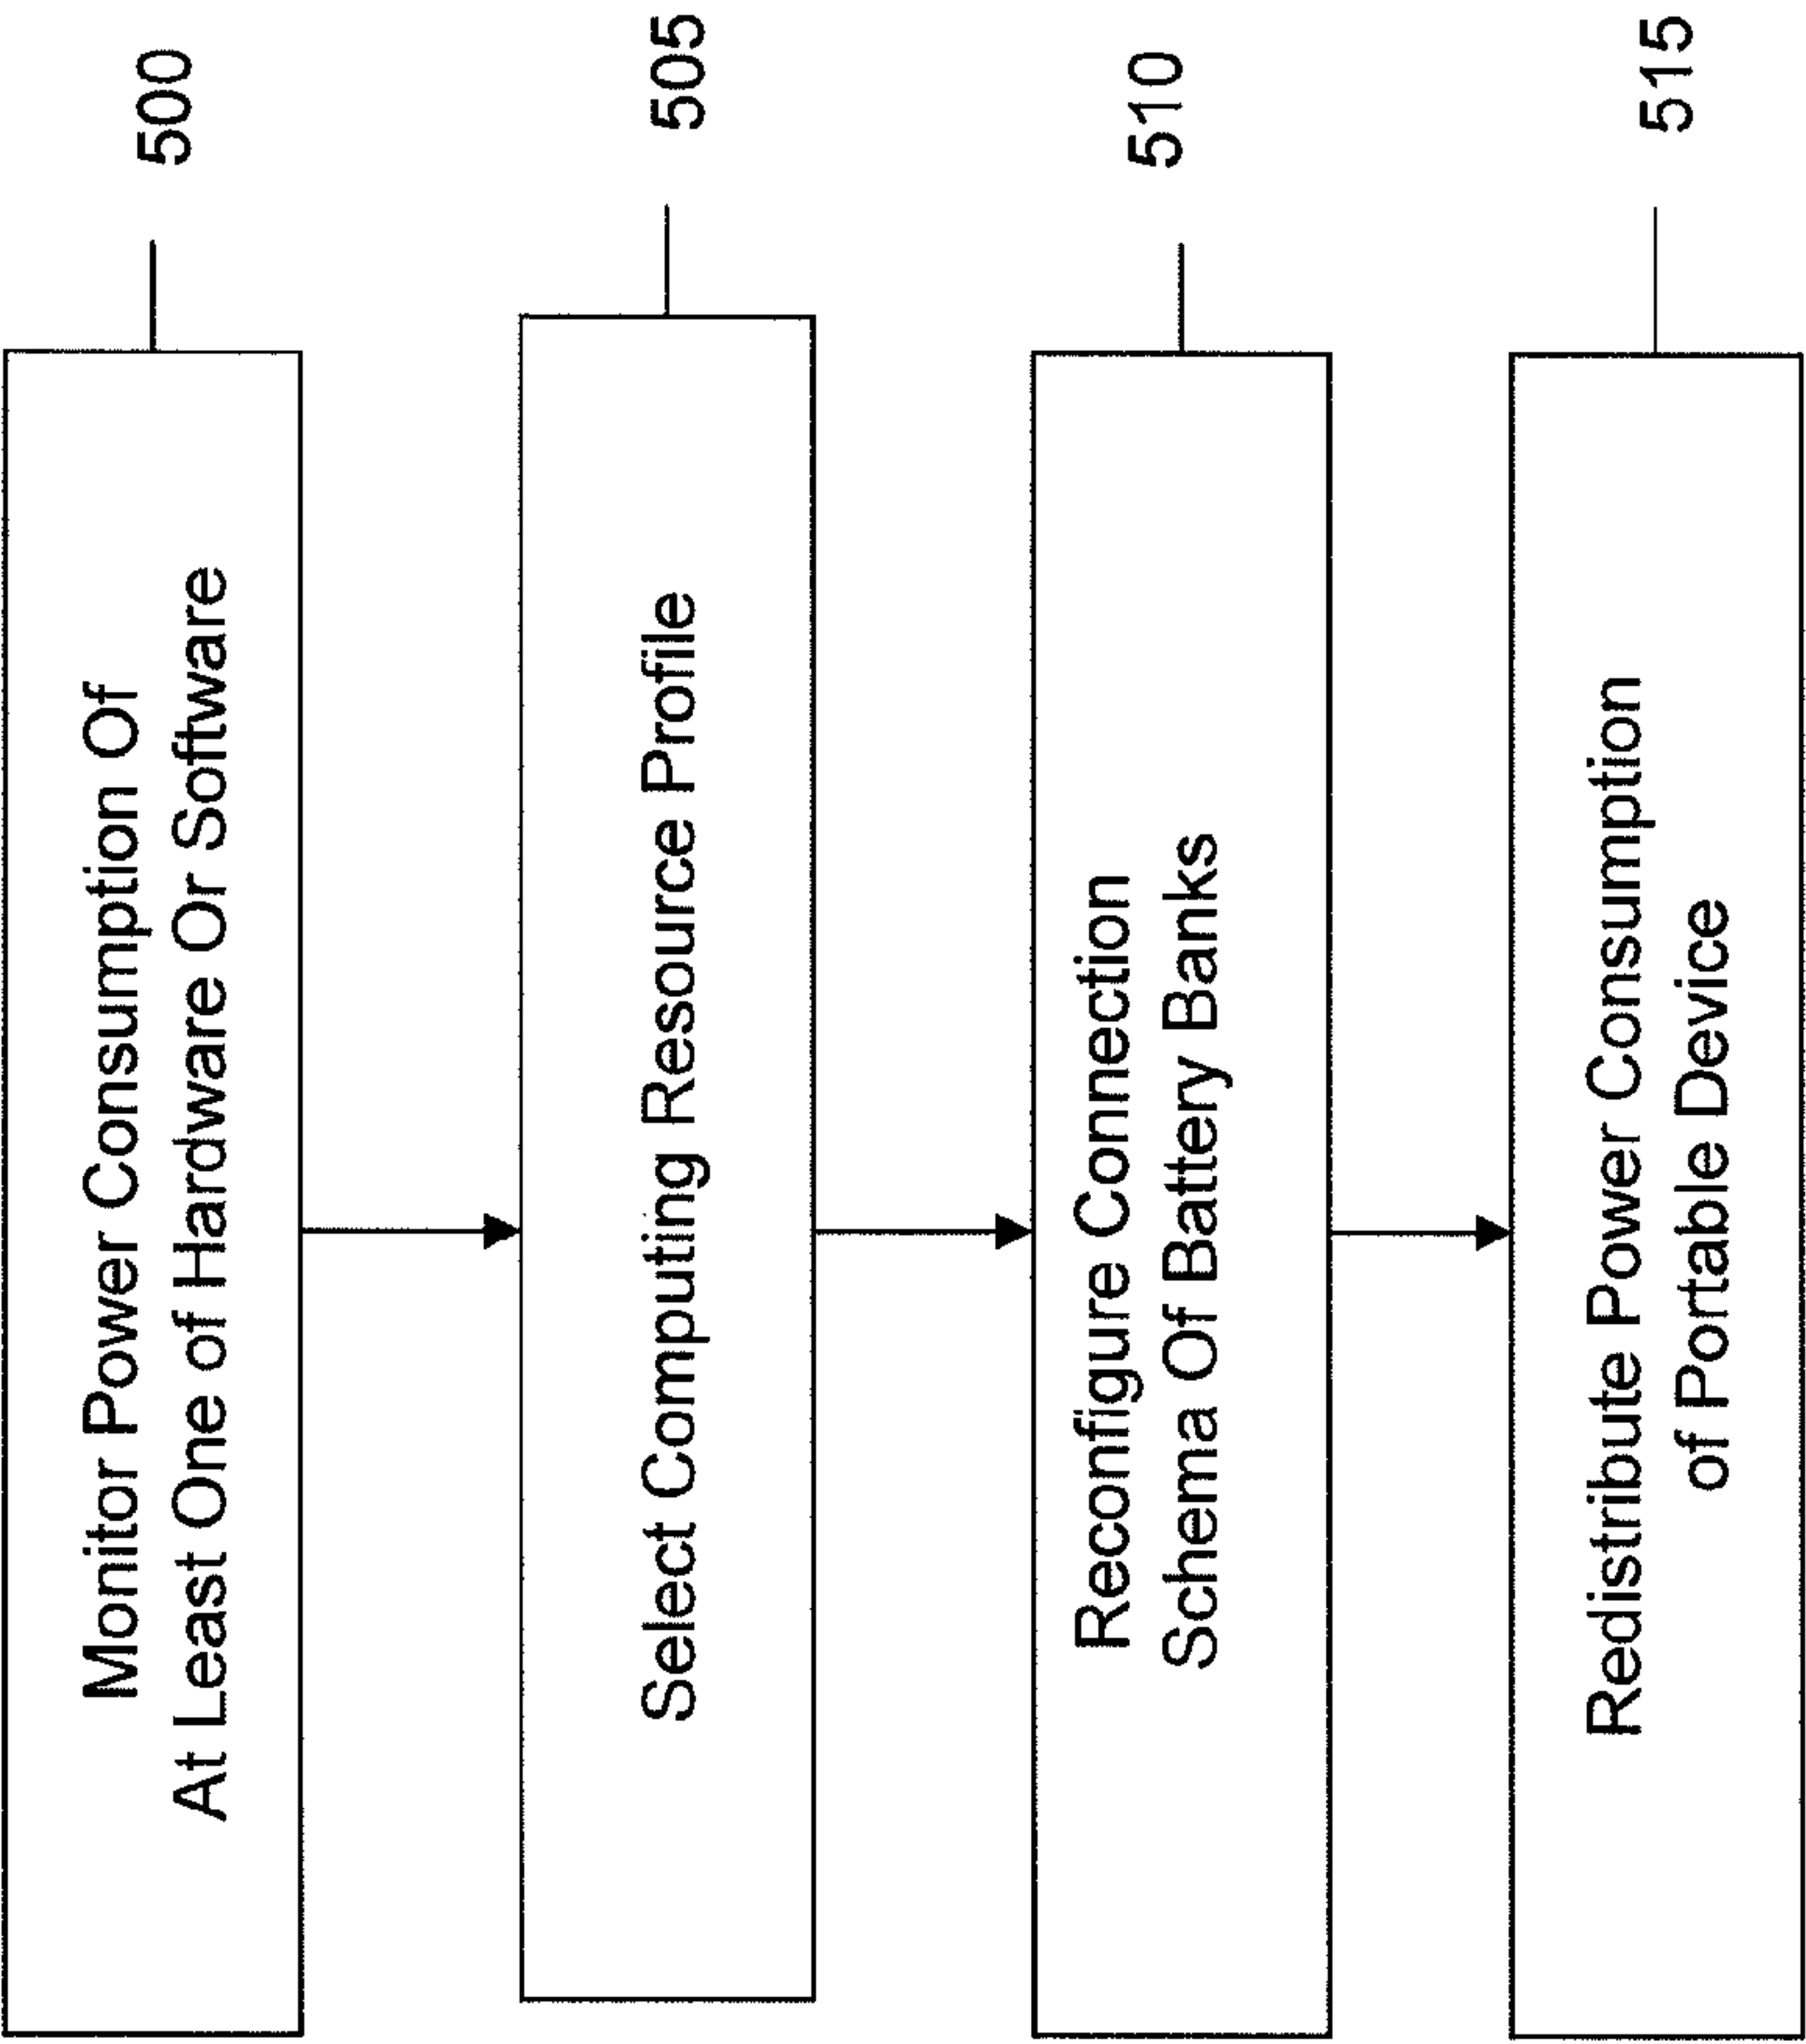 Monitor Power Consumption Of
At Least One of Hardware Or Software
500
Select Computing Resource Profile
505
Reconfigure Connection
Schema Of Battery Banks
510
Redistribute Power Consumption
of Portable Device
515